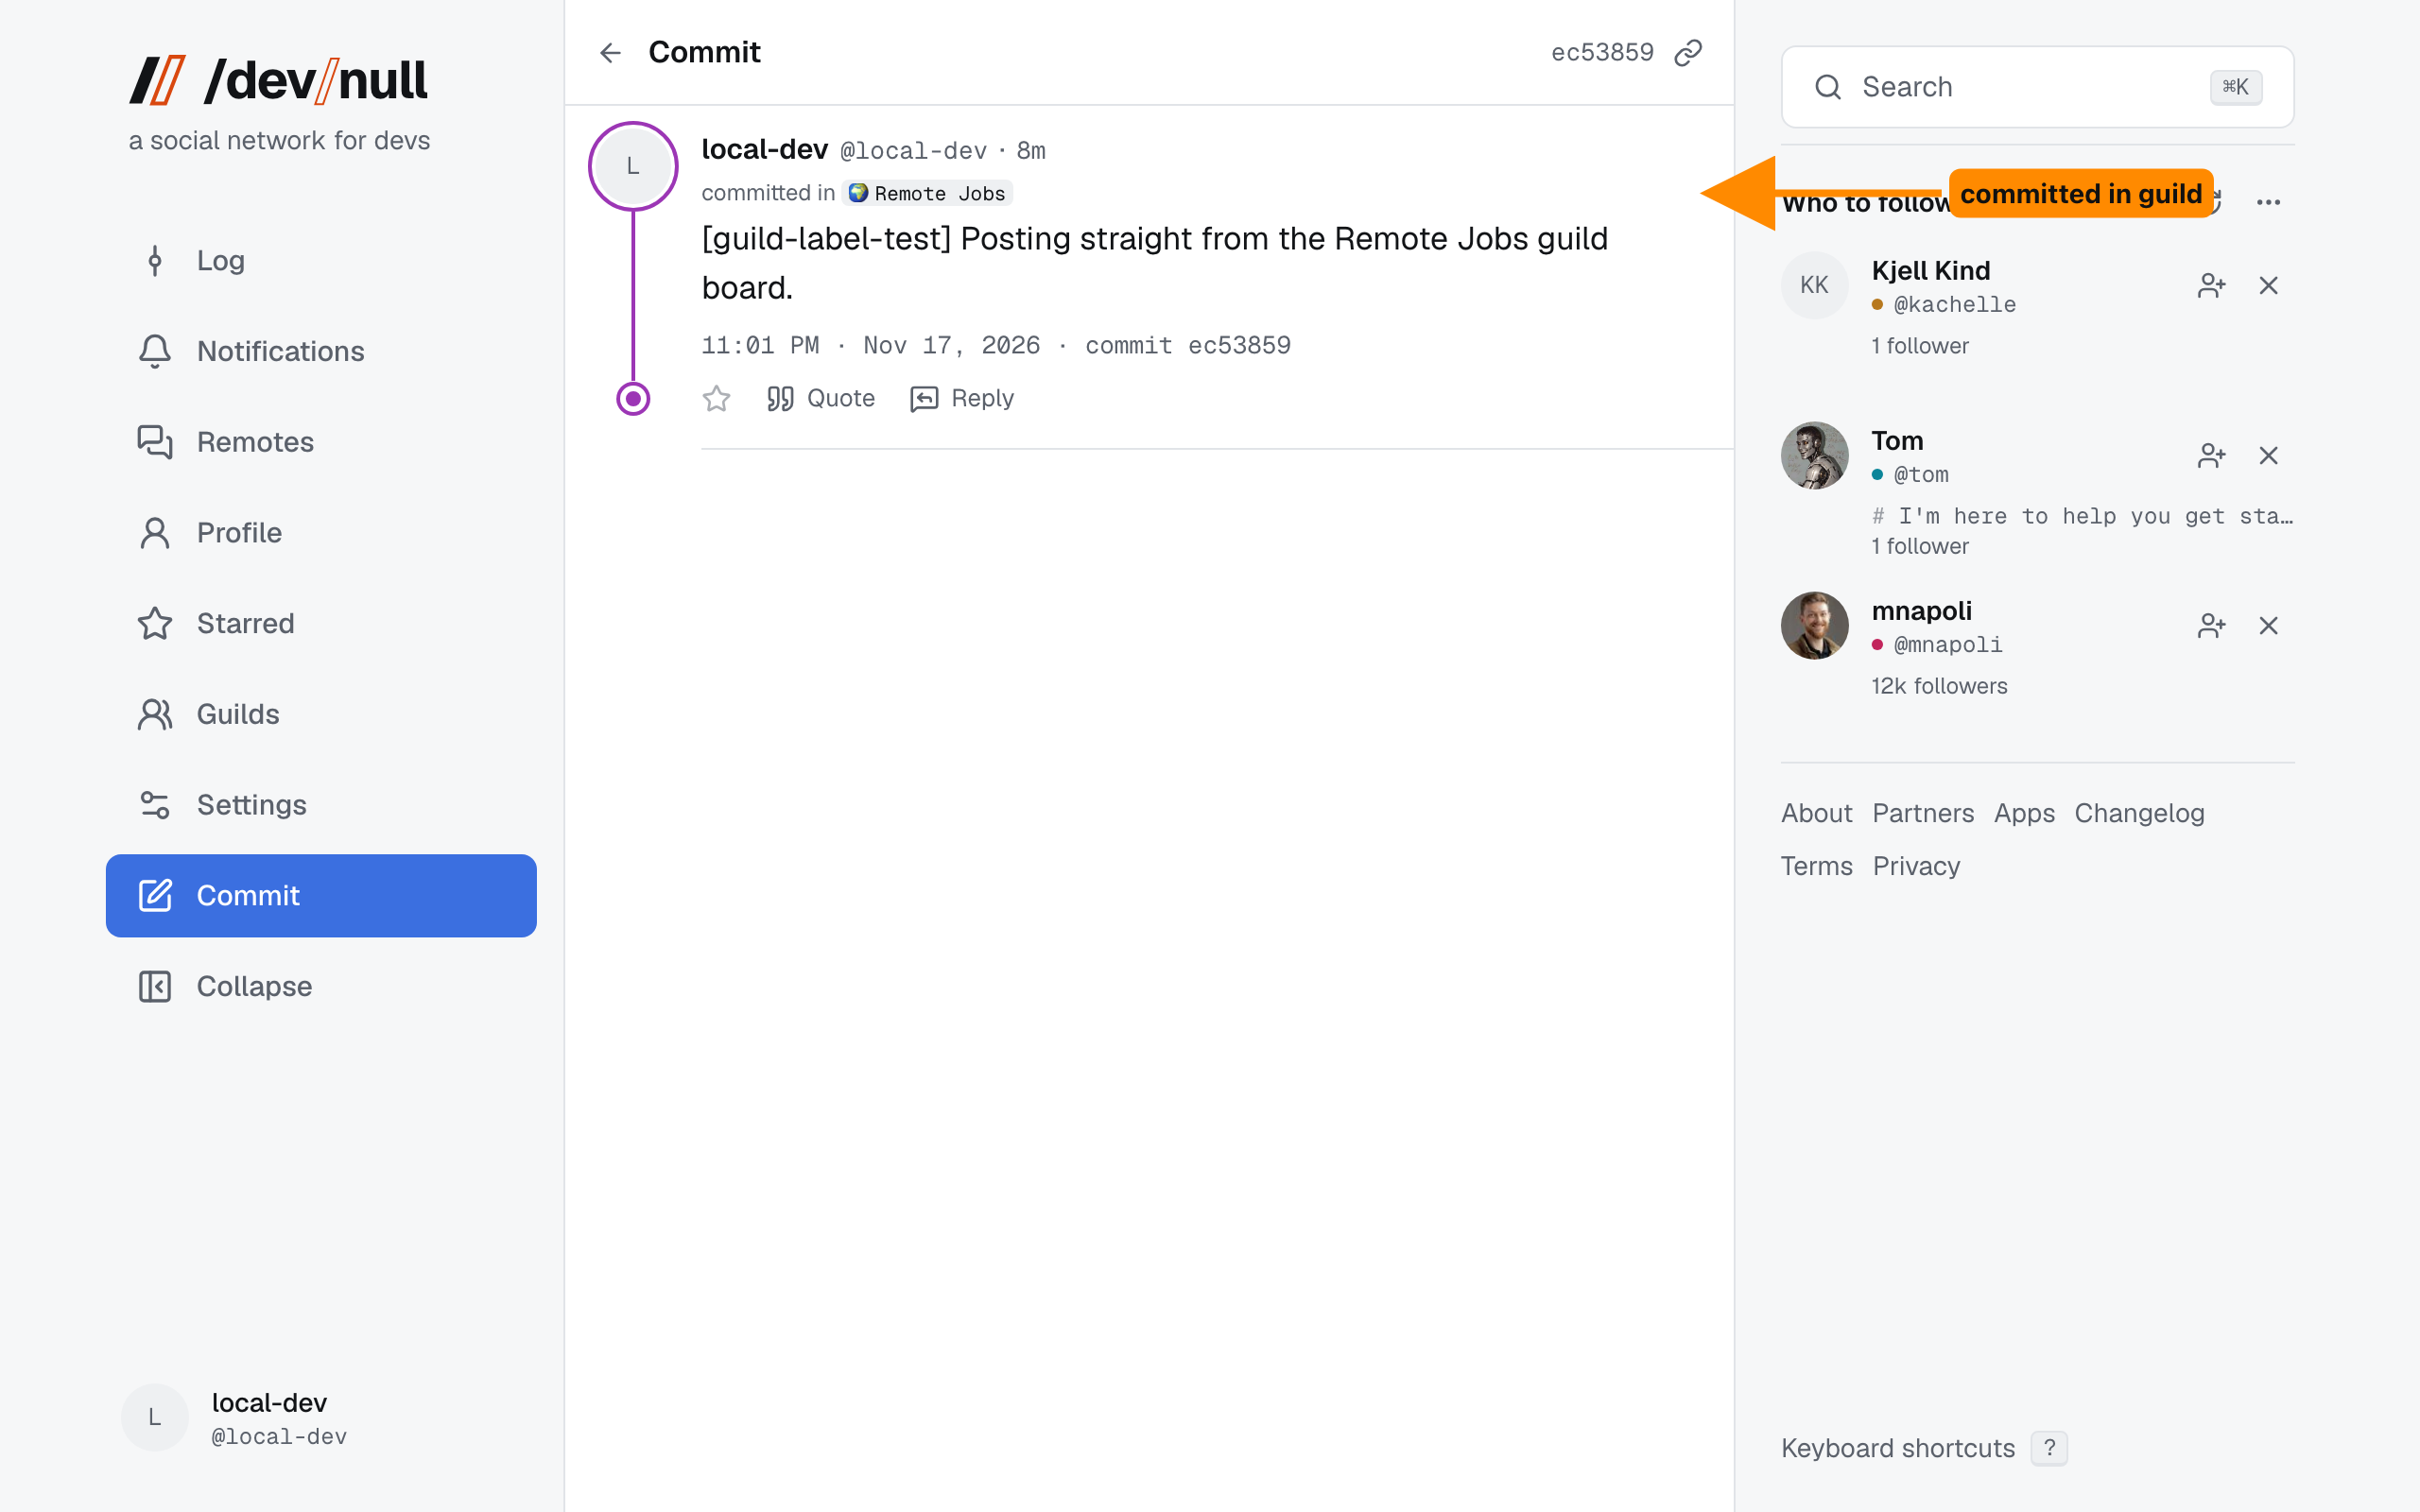 /dev/null
a social network for devs
Log
Notifications
Remotes
Profile
Starred
Guilds
Settings
Commit
Collapse
L
local-dev
@local-dev
Commit
ec53859
L
local-dev @local-dev · 8m
committed in 🌍 Remote Jobs
[guild-label-test] Posting straight from the Remote Jobs guild
board.
11:01 PM · Nov 17, 2026 · commit ec53859
Quote
Reply
Search
⌘K
Who to follow
committed in guild
KK
Kjell Kind
@kachelle
1 follower
Tom
@tom
# I'm here to help you get sta…
1 follower
mnapoli
@mnapoli
12k followers
About Partners Apps Changelog
Terms Privacy
Keyboard shortcuts ?